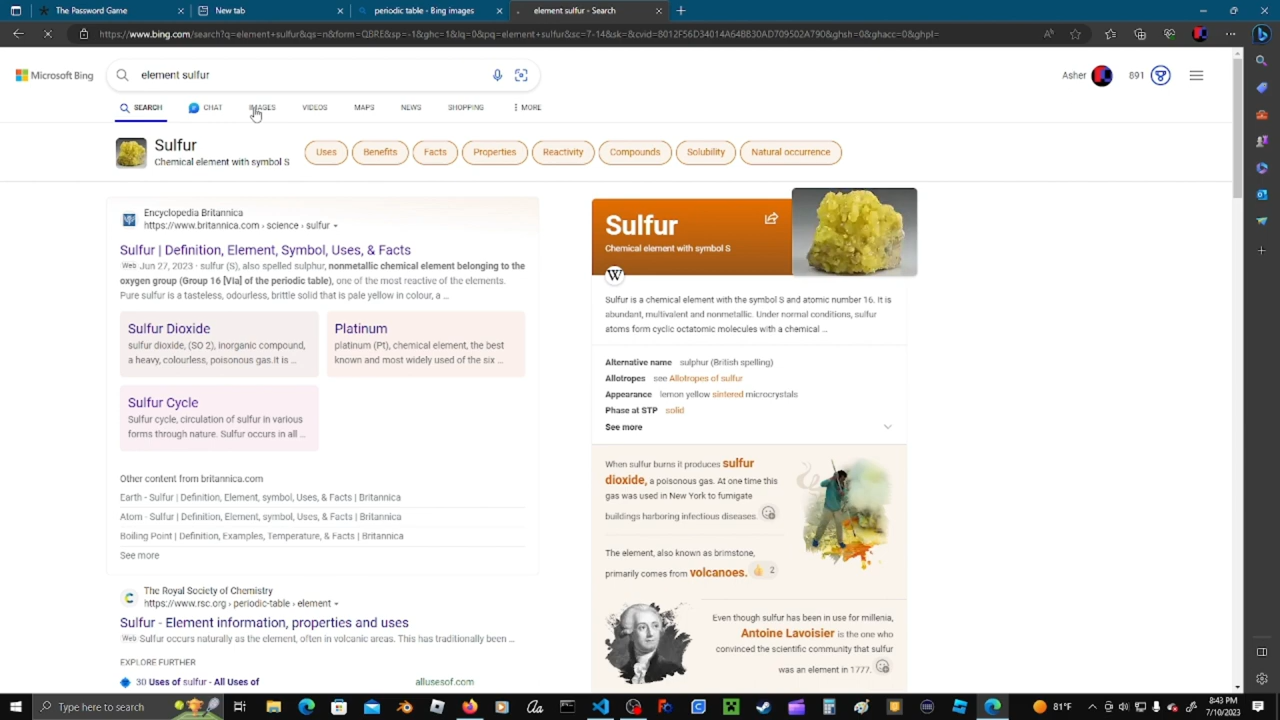 The Password Game
New tab
periodic table - Bing images
element sulfur - Search
https://www.bing.com/search?q=element+sulfur&qs=n&form=QBRE&sp=-1&ghc=1&lq=0&pq=element+sulfur&sc=7-14&sk=&cvid=8012F56D34014A64B830AD709502A790&ghsh=0&ghacc=0&ghpl=
Microsoft Bing
element sulfur
Asher
891
SEARCH
CHAT
IMAGES
VIDEOS
MAPS
NEWS
SHOPPING
MORE
Sulfur
Chemical element with symbol S
Uses
Benefits
Facts
Properties
Reactivity
Compounds
Solubility
Natural occurrence
Encyclopedia Britannica
https://www.britannica.com › science › sulfur
Sulfur | Definition, Element, Symbol, Uses, & Facts
Web Jun 27, 2023 · sulfur (S), also spelled sulphur, nonmetallic chemical element belonging to the
oxygen group (Group 16 [VIa] of the periodic table), one of the most reactive of the elements.
Pure sulfur is a tasteless, odourless, brittle solid that is pale yellow in colour, a ...
Sulfur Dioxide
sulfur dioxide, (SO 2), inorganic compound,
a heavy, colourless, poisonous gas.It is ...
Platinum
platinum (Pt), chemical element, the best
known and most widely used of the six ...
Sulfur Cycle
Sulfur cycle, circulation of sulfur in various
forms through nature. Sulfur occurs in all ...
Other content from britannica.com
Earth - Sulfur | Definition, Element, symbol, Uses, & Facts | Britannica
Atom - Sulfur | Definition, Element, symbol, Uses, & Facts | Britannica
Boiling Point | Definition, Examples, Temperature, & Facts | Britannica
See more
The Royal Society of Chemistry
https://www.rsc.org › periodic-table › element
Sulfur - Element information, properties and uses
Web Sulfur occurs naturally as the element, often in volcanic areas. This has traditionally been ...
EXPLORE FURTHER
30 Uses of sulfur - All Uses of
allusesof.com
Sulfur
Chemical element with symbol S
W
Sulfur is a chemical element with the symbol S and atomic number 16. It is
abundant, multivalent and nonmetallic. Under normal conditions, sulfur
atoms form cyclic octatomic molecules with a chemical ...
Alternative name sulphur (British spelling)
Allotropes see Allotropes of sulfur
Appearance lemon yellow sintered microcrystals
Phase at STP solid
See more
When sulfur burns it produces sulfur
dioxide, a poisonous gas. At one time this
gas was used in New York to fumigate
buildings harboring infectious diseases.
The element, also known as brimstone,
primarily comes from volcanoes.
2
Even though sulfur has been in use for millenia,
Antoine Lavoisier is the one who
convinced the scientific community that sulfur
was an element in 1777.
Type here to search
81°F
8:43 PM
7/10/2023